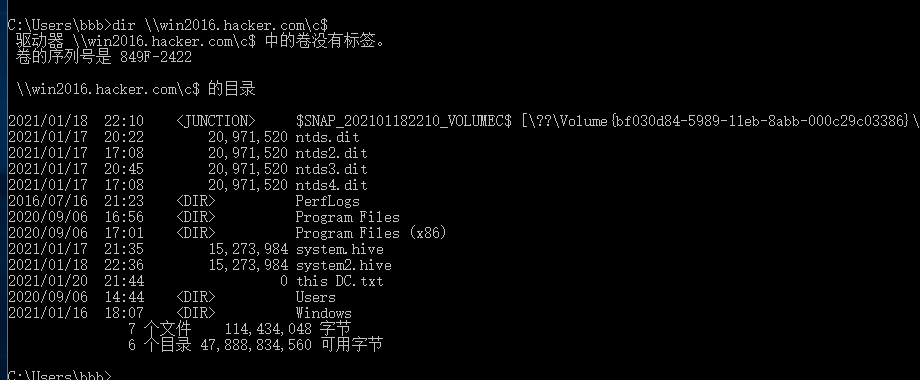 C:\Users\bbb>dir \\win2016.hacker.com\c$
驱动器 \\win2016.hacker.com\c$ 中的卷没有标签。
卷的序列号是 849F-2422
\\win2016.hacker.com\c$ 的目录
2021/01/18  22:10    <JUNCTION>     $SNAP_202101182210_VOLUMEC$ [\??\Volume{bf030d84-5989-11eb-8abb-000c29c03386}\
2021/01/17  20:22        20,971,520 ntds.dit
2021/01/17  17:08        20,971,520 ntds2.dit
2021/01/17  20:45        20,971,520 ntds3.dit
2021/01/17  17:08        20,971,520 ntds4.dit
2016/07/16  21:23    <DIR>          PerfLogs
2020/09/06  16:56    <DIR>          Program Files
2020/09/06  17:01    <DIR>          Program Files (x86)
2021/01/17  21:35        15,273,984 system.hive
2021/01/18  22:36        15,273,984 system2.hive
2021/01/20  21:44                 0 this DC.txt
2020/09/06  14:44    <DIR>          Users
2021/01/16  18:07    <DIR>          Windows
7 个文件    114,434,048 字节
6 个目录 47,888,834,560 可用字节
C:\Users\bbb>